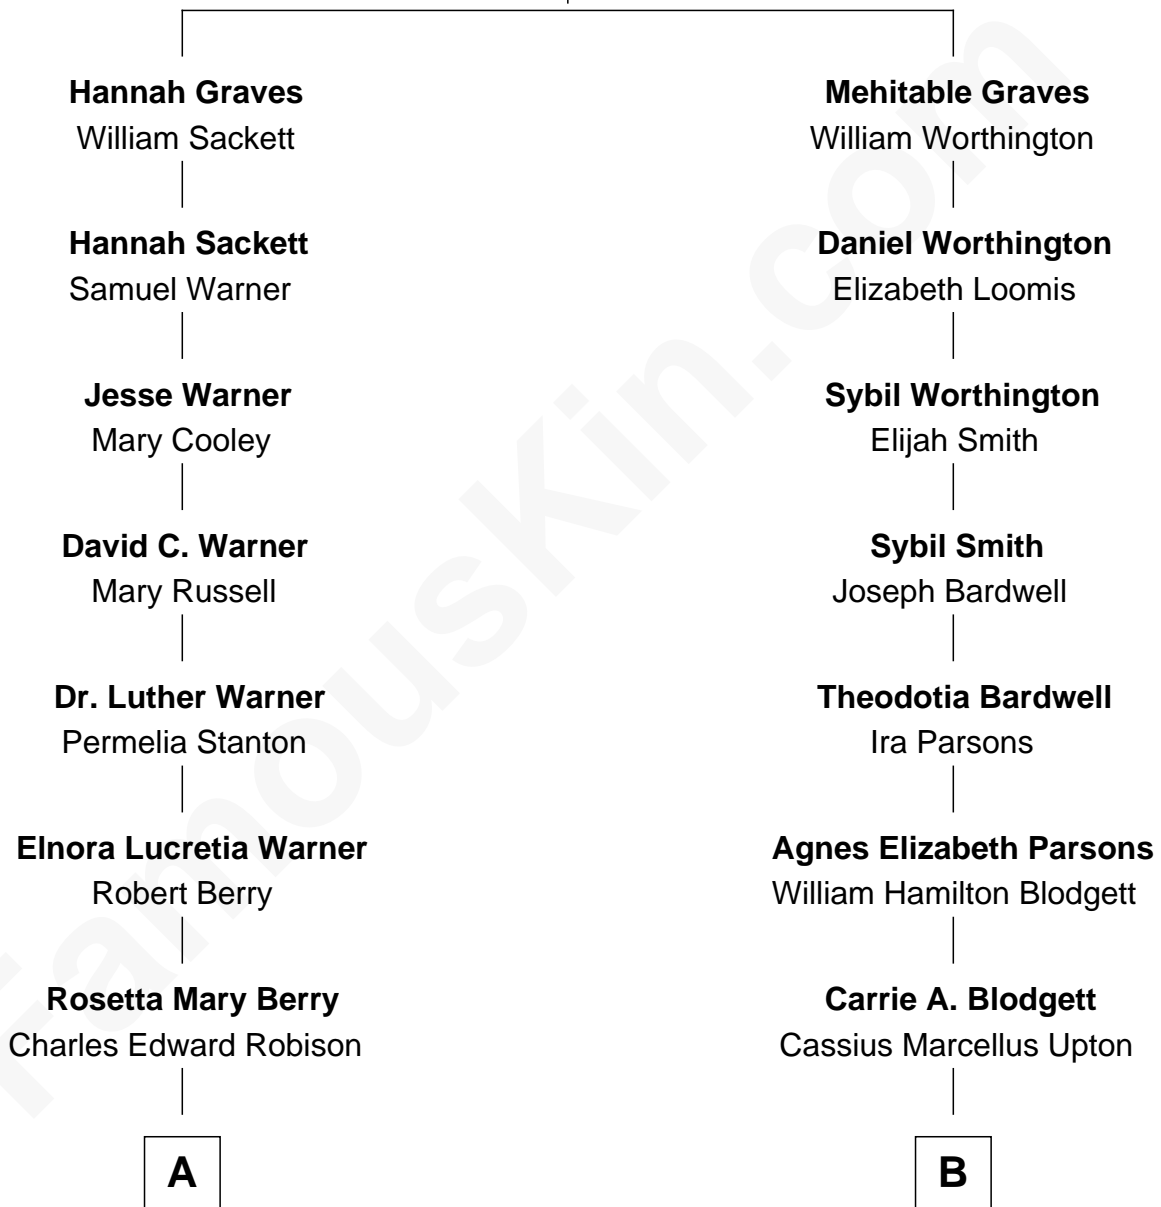 Hannah Graves
William Sackett
Mehitable Graves
William Worthington
Hannah Sackett
Samuel Warner
Daniel Worthington
Elizabeth Loomis
Jesse Warner
Mary Cooley
Sybil Worthington
Elijah Smith
David C. Warner
Mary Russell
Sybil Smith
Joseph Bardwell
Dr. Luther Warner
Permelia Stanton
Theodotia Bardwell
Ira Parsons
Elnora Lucretia Warner
Robert Berry
Agnes Elizabeth Parsons
William Hamilton Blodgett
Rosetta Mary Berry
Charles Edward Robison
Carrie A. Blodgett
Cassius Marcellus Upton
A
B
FamousKin.com